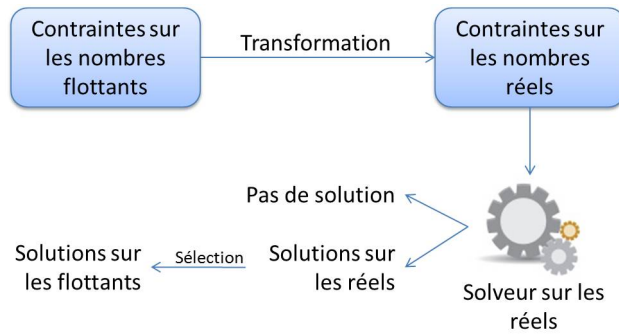 Contraintes sur
les nombres
flottants
Transformation
Contraintes sur
les nombres
réels
Pas de solution
Solutions sur
les flottants
Sélection
Solutions sur
les réels
Solveur sur les
réels